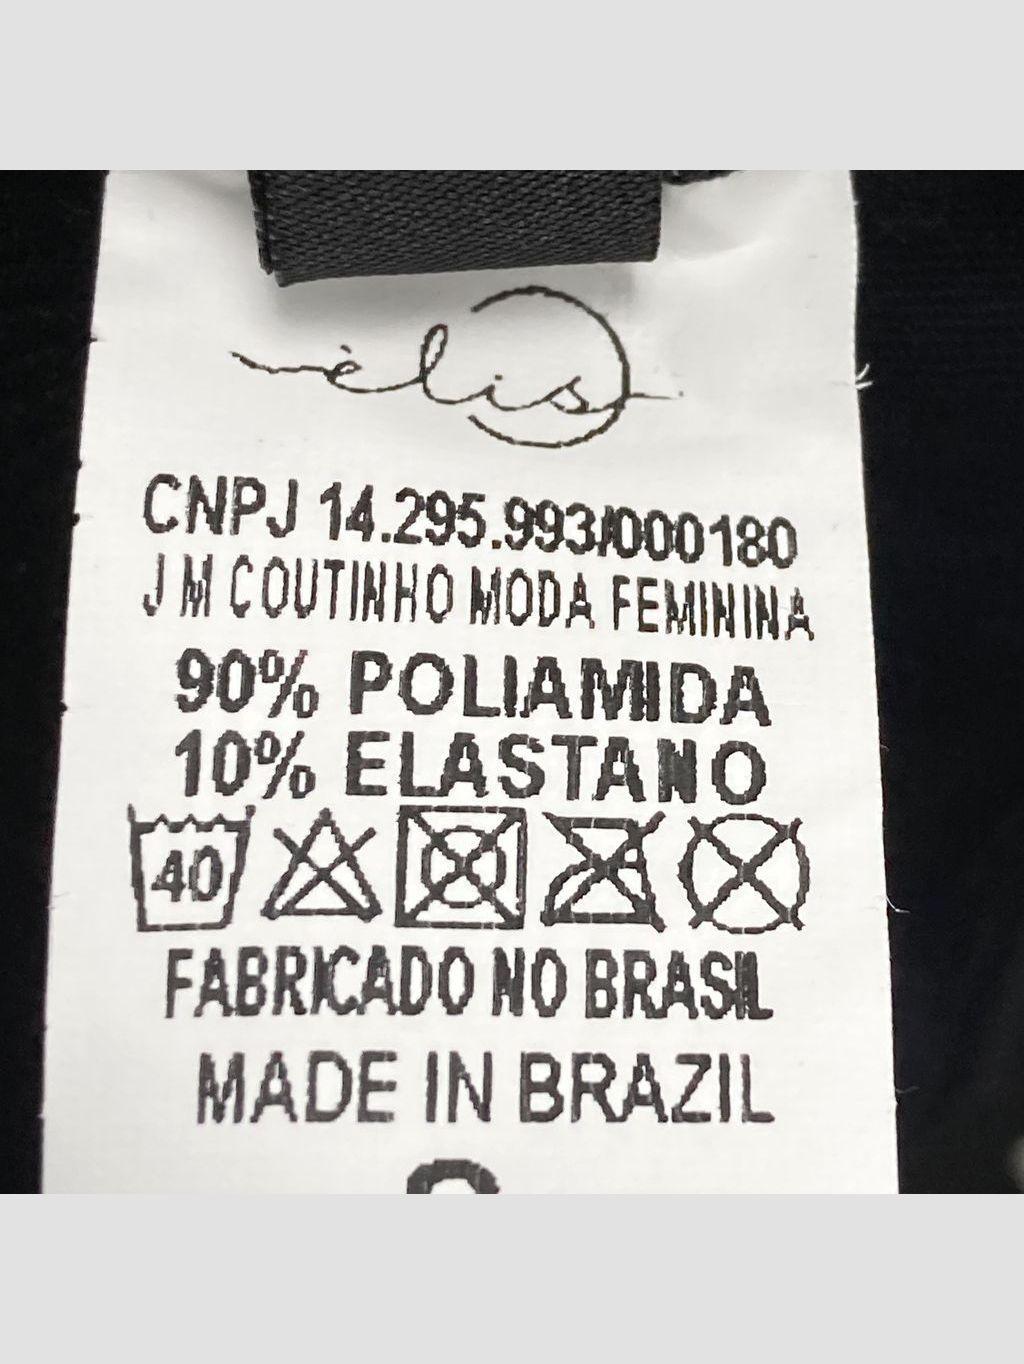 èlis
CNPJ 14.295.993/000180
J M COUTINHO MODA FEMININA
90% POLIAMIDA
10% ELASTANO
40
FABRICADO NO BRASIL
MADE IN BRAZIL